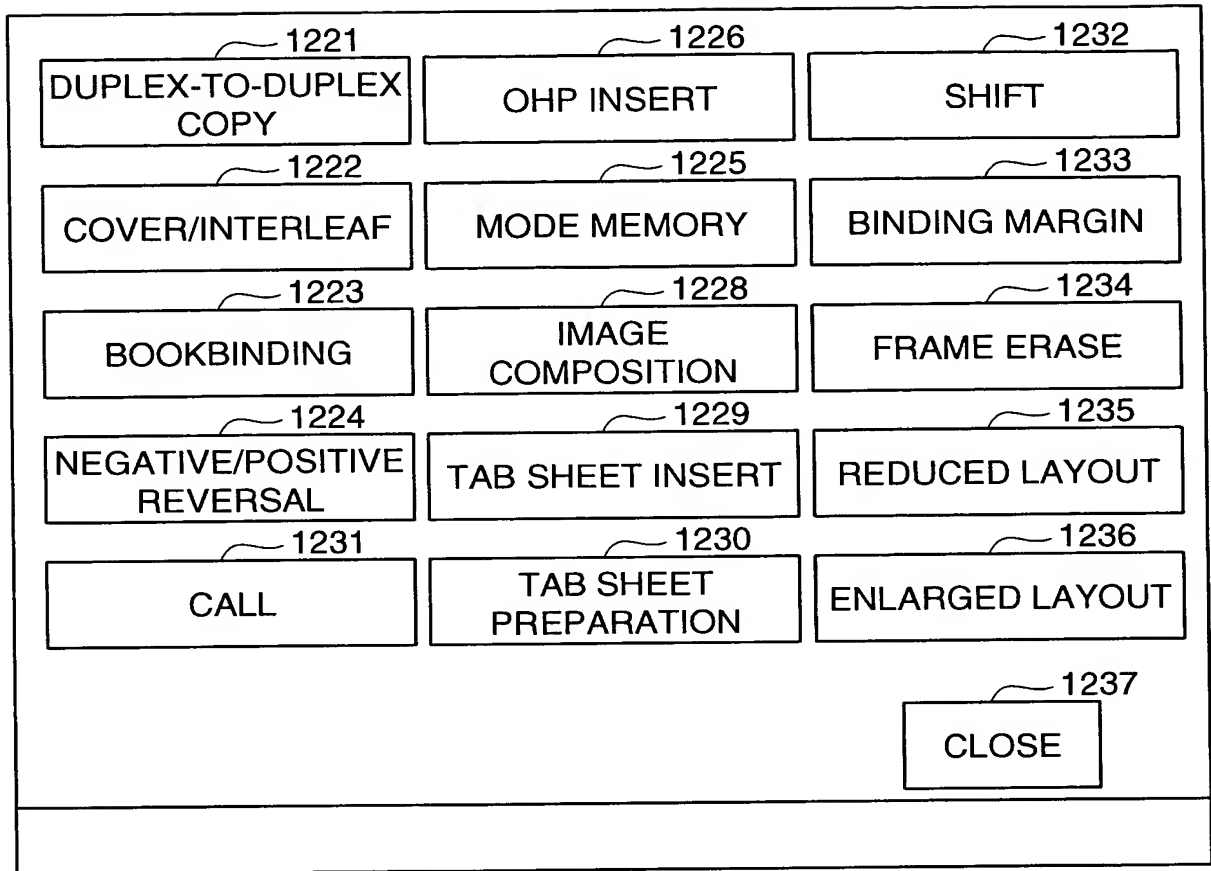 1221
DUPLEX-TO-DUPLEX
COPY
1226
OHP INSERT
1232
SHIFT
1222
COVER/INTERLEAF
1225
MODE MEMORY
1233
BINDING MARGIN
1223
BOOKBINDING
1228
IMAGE
COMPOSITION
1234
FRAME ERASE
1224
NEGATIVE/POSITIVE
REVERSAL
1229
TAB SHEET INSERT
1235
REDUCED LAYOUT
1231
CALL
1230
TAB SHEET
PREPARATION
1236
ENLARGED LAYOUT
1237
CLOSE